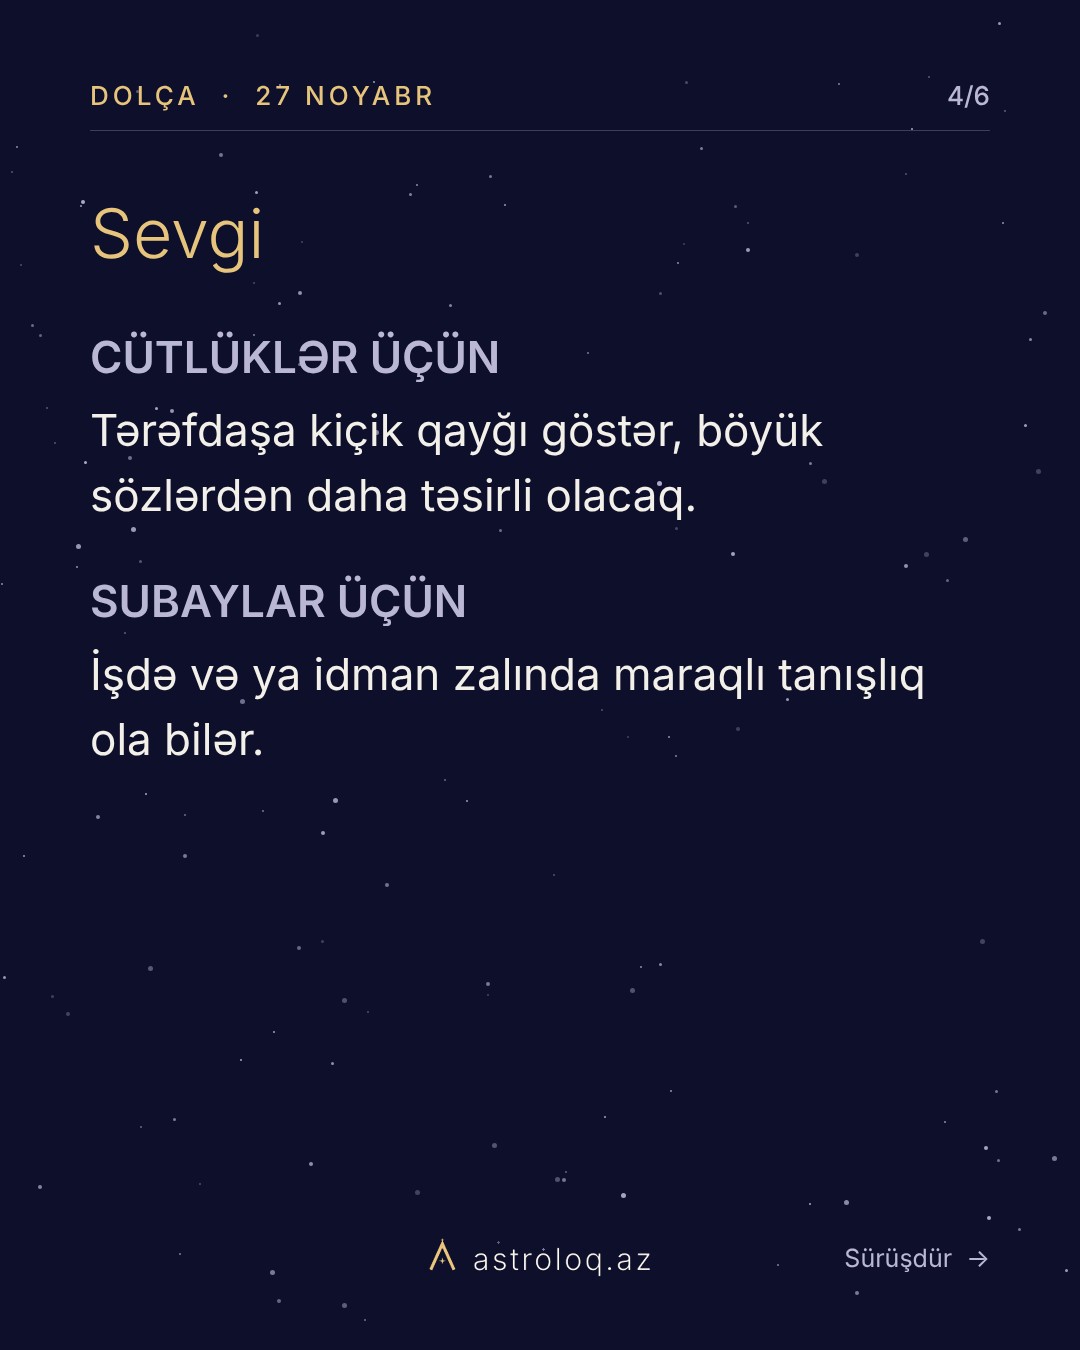 DOLÇA · 27 NOYABR 4/6
Sevgi
CÜTLÜKLƏR ÜÇÜN
Tərəfdaşa kiçik qayğı göstər, böyük
sözlərdən daha təsirli olacaq.
SUBAYLAR ÜÇÜN
İşdə və ya idman zalında maraqlı tanışlıq
ola bilər.
astroloq.az Sürüşdür →